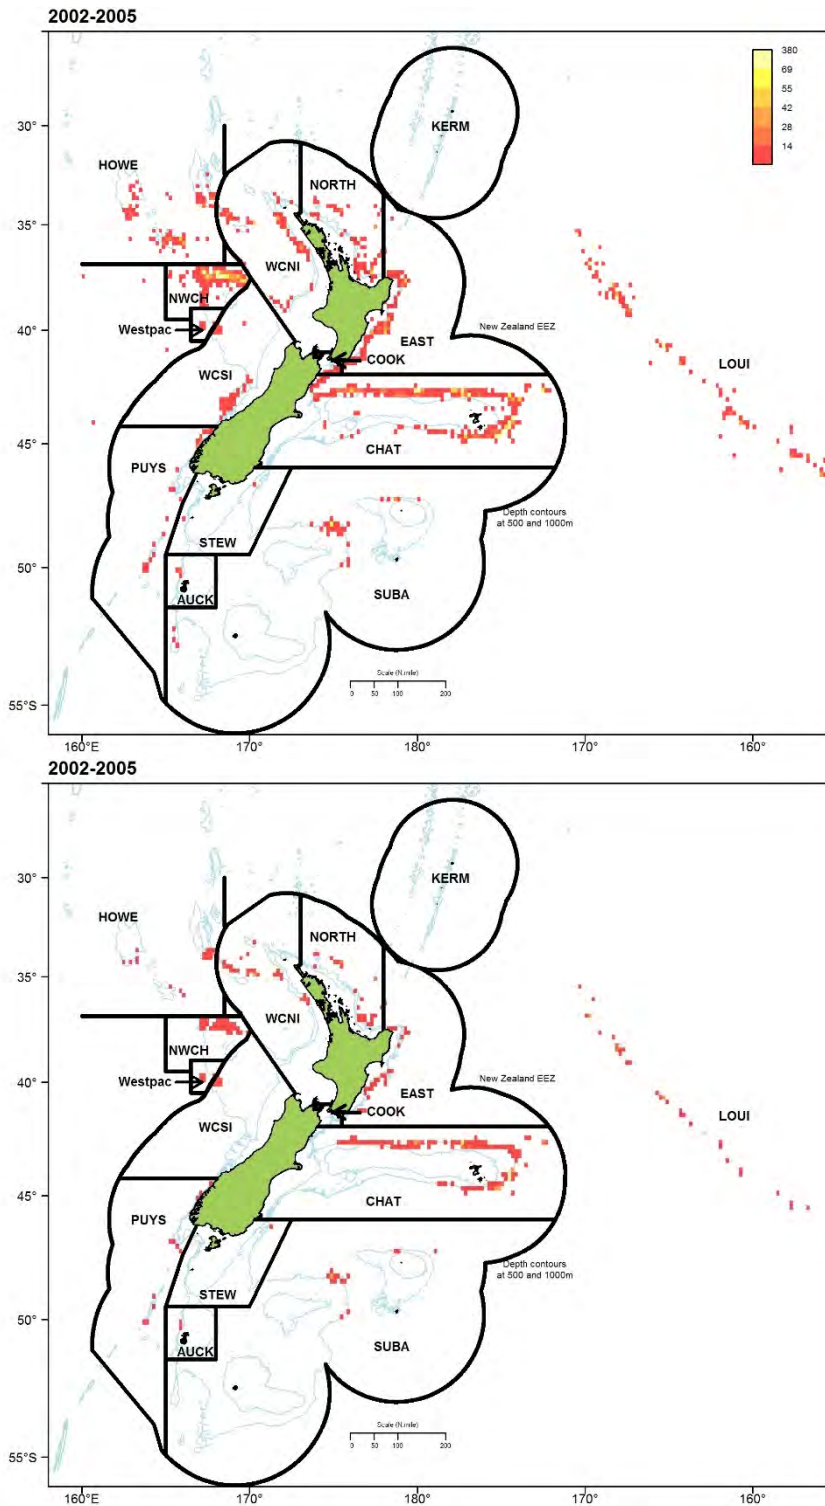 2002-2005
380
69
55
42
28
14
30°
35°
40°
45°
50°
55°S
KERM
HOWE
NORTH
WCNI
NWCH
Westpac
EAST
New Zealand EEZ
COOK
LOUI
WCSI
CHAT
PUYS
Depth contours
at 500 and 1000m
STEW
AUCK
SUBA
Scale (N.mile)
0 50 100 200
160°E 170° 180° 170° 160°
2002-2005
30°
35°
40°
45°
50°
55°S
KERM
HOWE
NORTH
WCNI
NWCH
Westpac
EAST
New Zealand EEZ
COOK
LOUI
WCSI
CHAT
PUYS
Depth contours
at 500 and 1000m
STEW
AUCK
SUBA
Scale (N.mile)
0 50 100 200
160°E 170° 180° 170° 160°